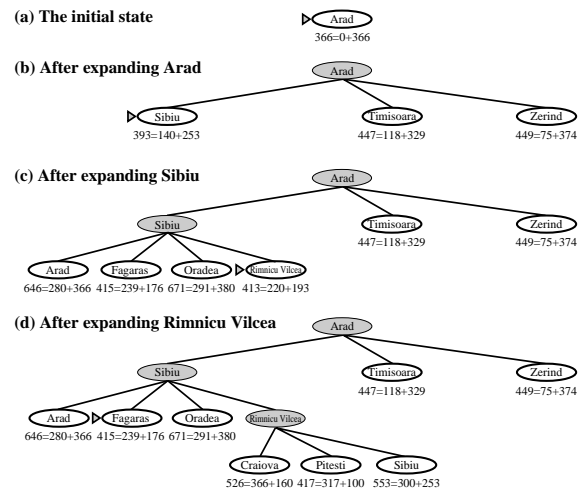 (a) The initial state
Arad
366=0+366
(b) After expanding Arad
Arad
Sibiu
Timisoara
Zerind
393=140+253
447=118+329
449=75+374
(c) After expanding Sibiu
Arad
Sibiu
Timisoara
Zerind
447=118+329
449=75+374
Arad
Fagaras
Oradea
Rimnicu Vilcea
646=280+366
415=239+176
671=291+380
413=220+193
(d) After expanding Rimnicu Vilcea
Arad
Sibiu
Timisoara
Zerind
447=118+329
449=75+374
Arad
Fagaras
Oradea
Rimnicu Vilcea
646=280+366
415=239+176
671=291+380
Craiova
Pitesti
Sibiu
526=366+160
417=317+100
553=300+253